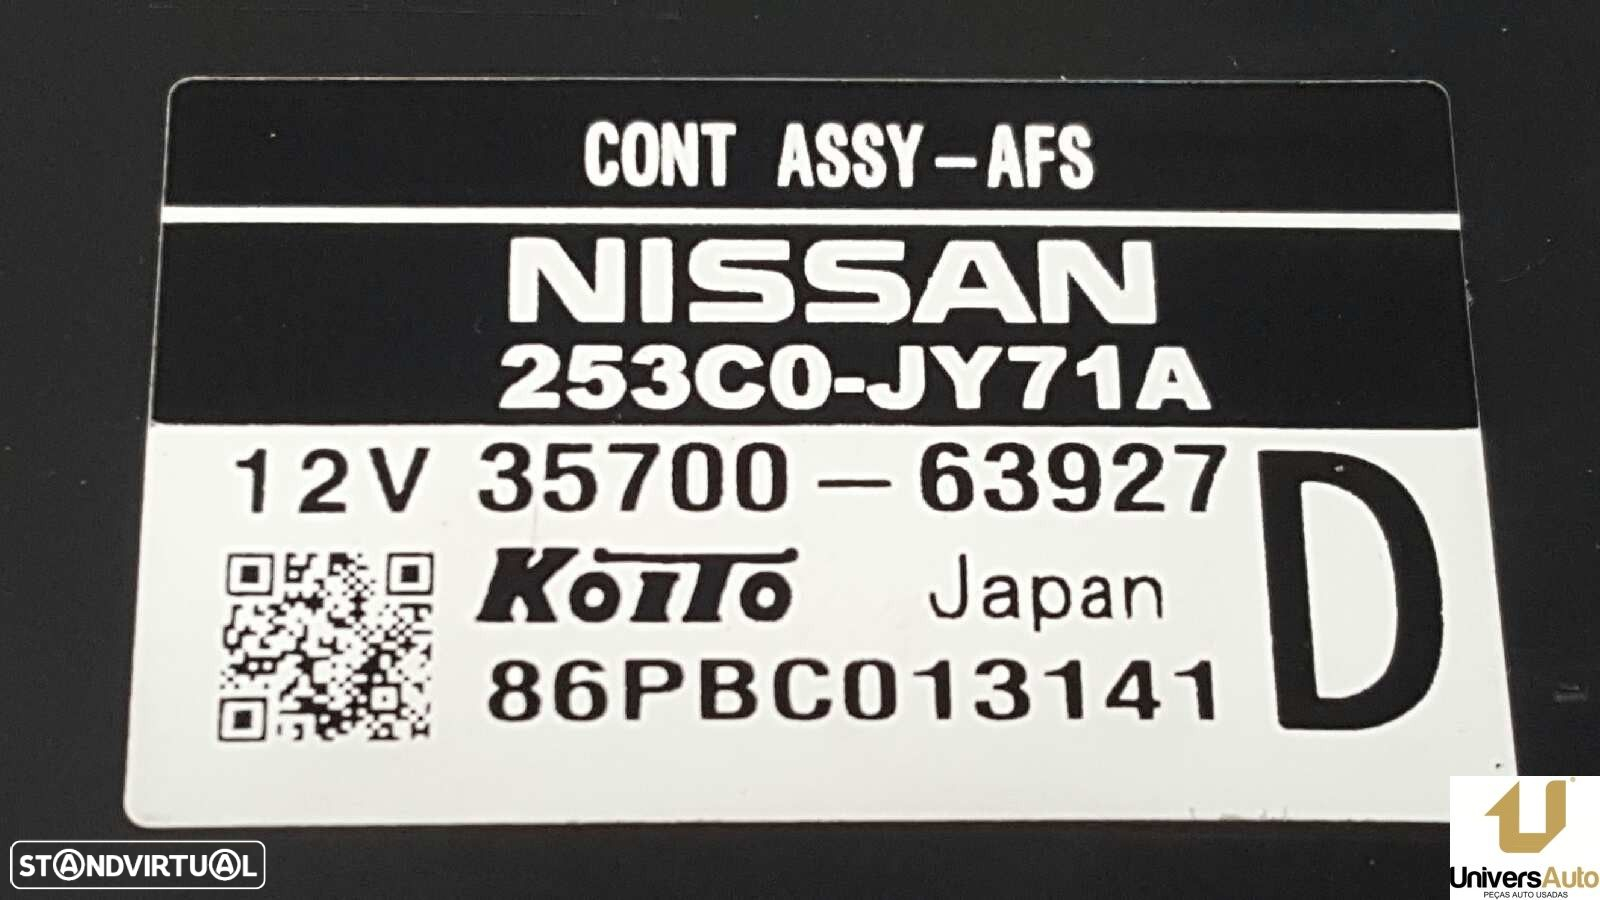 CONT ASSY-AFS
NISSAN
253C0-JY71A
12V 35700-63927 D
KOITO Japan
86PBC013141
STANDVIRTUAL
UniversAuto
PEÇAS AUTO USADAS